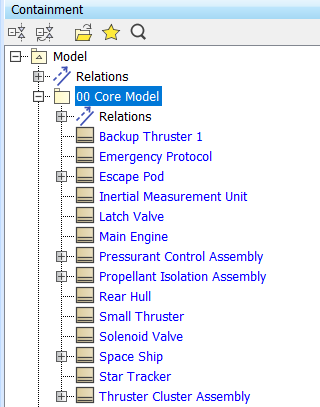 Containment
Model
Relations
00 Core Model
Relations
Backup Thruster 1
Emergency Protocol
Escape Pod
Inertial Measurement Unit
Latch Valve
Main Engine
Pressurant Control Assembly
Propellant Isolation Assembly
Rear Hull
Small Thruster
Solenoid Valve
Space Ship
Star Tracker
Thruster Cluster Assembly